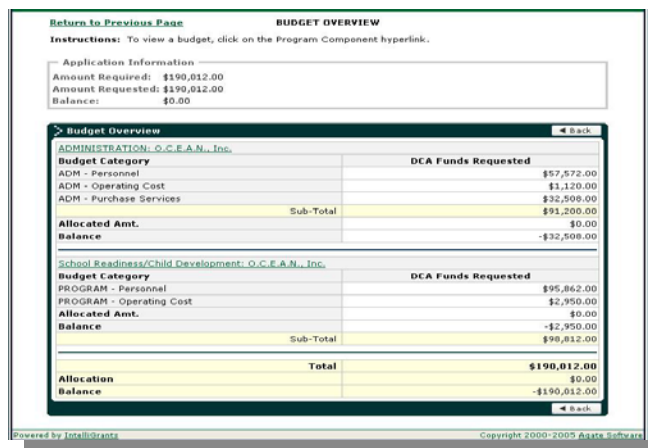 Return to Previous Page BUDGET OVERVIEW
Instructions: To view a budget, click on the Program Component hyperlink.
Application Information
Amount Required: $190,012.00
Amount Requested: $190,012.00
Balance: $0.00
Budget Overview ◄ Back
ADMINISTRATION: O.C.E.A.N., Inc.
Budget Category DCA Funds Requested
ADM - Personnel $57,572.00
ADM - Operating Cost $1,120.00
ADM - Purchase Services $32,508.00
Sub-Total $91,200.00
Allocated Amt. $0.00
Balance -$32,508.00
School Readiness/Child Development: O.C.E.A.N., Inc.
Budget Category DCA Funds Requested
PROGRAM - Personnel $95,862.00
PROGRAM - Operating Cost $2,950.00
Allocated Amt. $0.00
Balance -$2,950.00
Sub-Total $98,812.00
Total $190,012.00
Allocation $0.00
Balance -$190,012.00
◄ Back
Powered by IntelliGrants Copyright 2000-2005 Agate Software